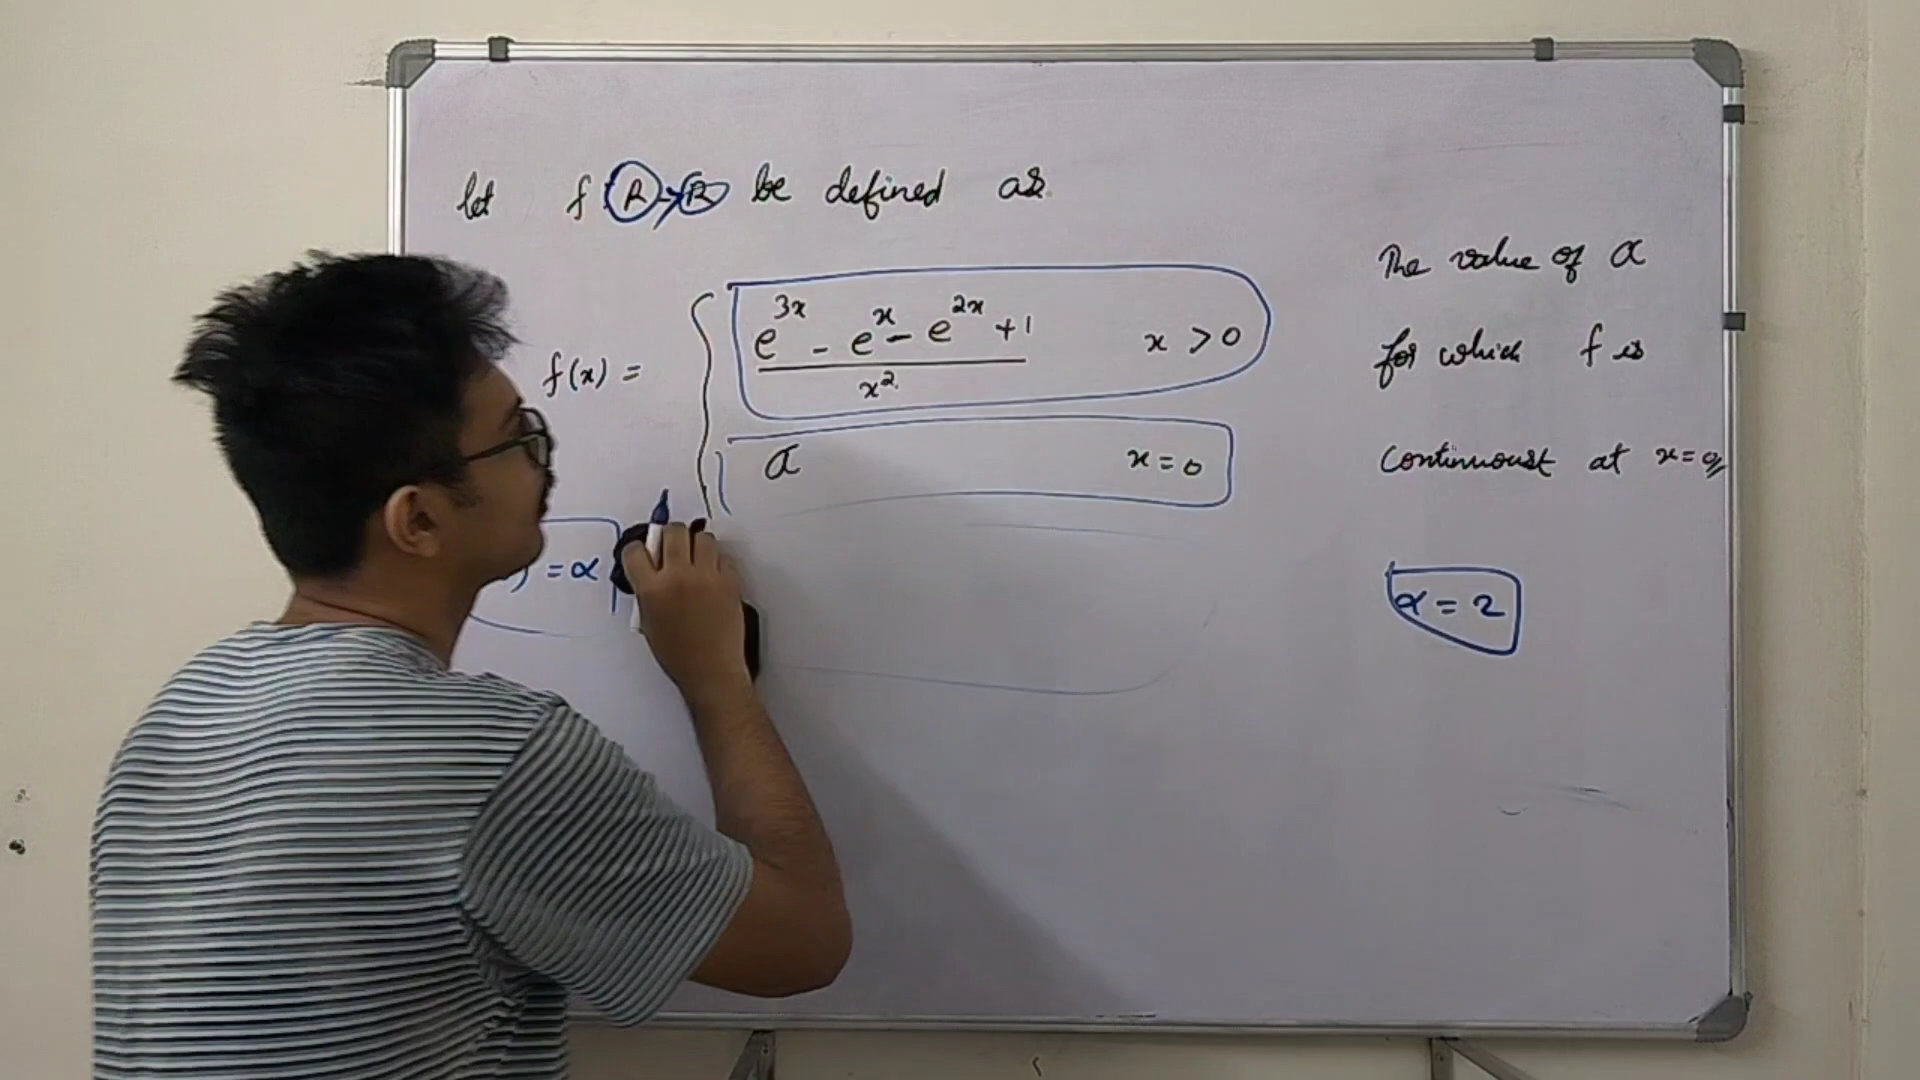 let f: R→R be defined as
f(x) = { (e^{3x} - e^{x} - e^{2x} + 1) / x² x > 0
a x = 0
) = α
The value of a
for which f is
continuoust at x=0
α = 2